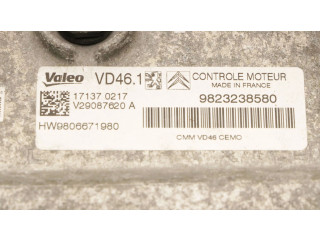 Valeo VD46.1 CONTROLE MOTEUR
MADE IN FRANCE
17137 0217
V29087620 A
9823238580
HW9806671980
CMM VD46 CEMO